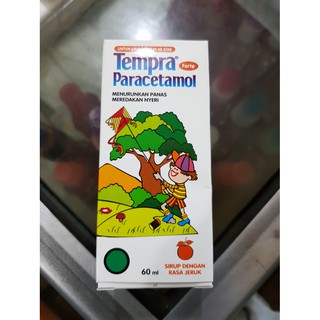 Tempra®
Forte
Paracetamol
MENURUNKAN PANAS
MEREDAKAN NYERI
60 ml
SIRUP DENGAN
RASA JERUK